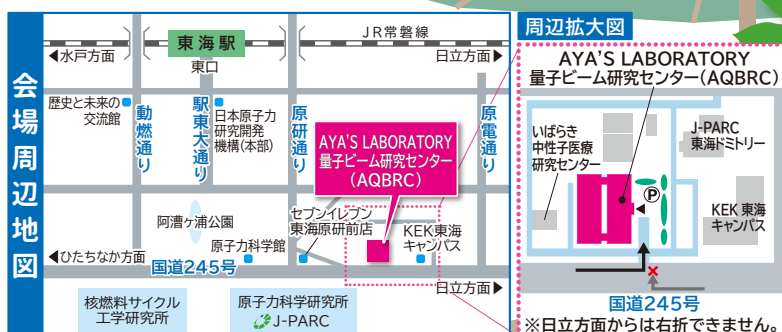 会場周辺地図
東海駅
東口
JR常磐線
◀水戸方面
日立方面▶
歴史と未来の
交流館
動燃通り
駅東大通り
日本原子力
研究開発
機構(本部)
原研通り
原電通り
AYA'S LABORATORY
量子ビーム研究センター
(AQBRC)
阿漕ヶ浦公園
原子力科学館
セブンイレブン
東海原研前店
KEK東海
キャンパス
◀ひたちなか方面
国道245号
日立方面▶
核燃料サイクル
工学研究所
原子力科学研究所
J-PARC
周辺拡大図
AYA'S LABORATORY
量子ビーム研究センター(AQBRC)
いばらき
中性子医療
研究センター
J-PARC
東海ドミトリー
P
KEK東海
キャンパス
国道245号
※日立方面からは右折できません。